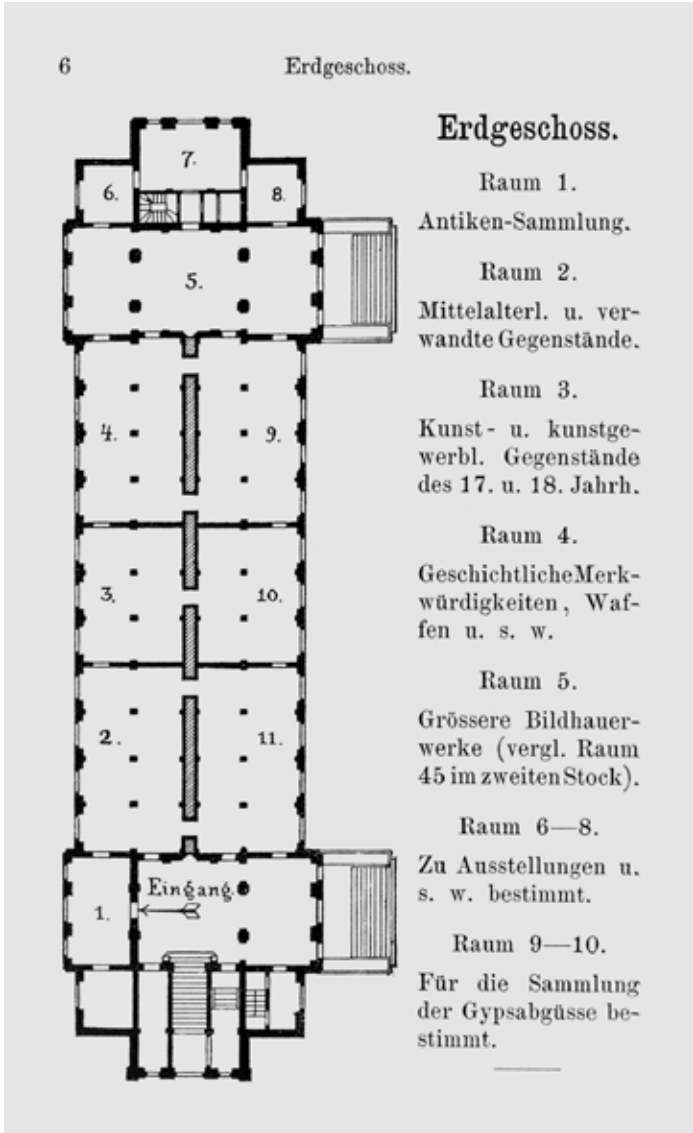 6
Erdgeschoss.
7.
6.
8.
5.
4.
9.
3.
10.
2.
11.
Eingang.
1.
Erdgeschoss.
Raum 1.
Antiken-Sammlung.
Raum 2.
Mittelalterl. u. ver-
wandte Gegenstände.
Raum 3.
Kunst- u. kunstge-
werbl. Gegenstände
des 17. u. 18. Jahrh.
Raum 4.
Geschichtliche Merk-
würdigkeiten, Waf-
fen u. s. w.
Raum 5.
Grössere Bildhauer-
werke (vergl. Raum
45 im zweiten Stock).
Raum 6—8.
Zu Ausstellungen u.
s. w. bestimmt.
Raum 9—10.
Für die Sammlung
der Gypsabgüsse be-
stimmt.